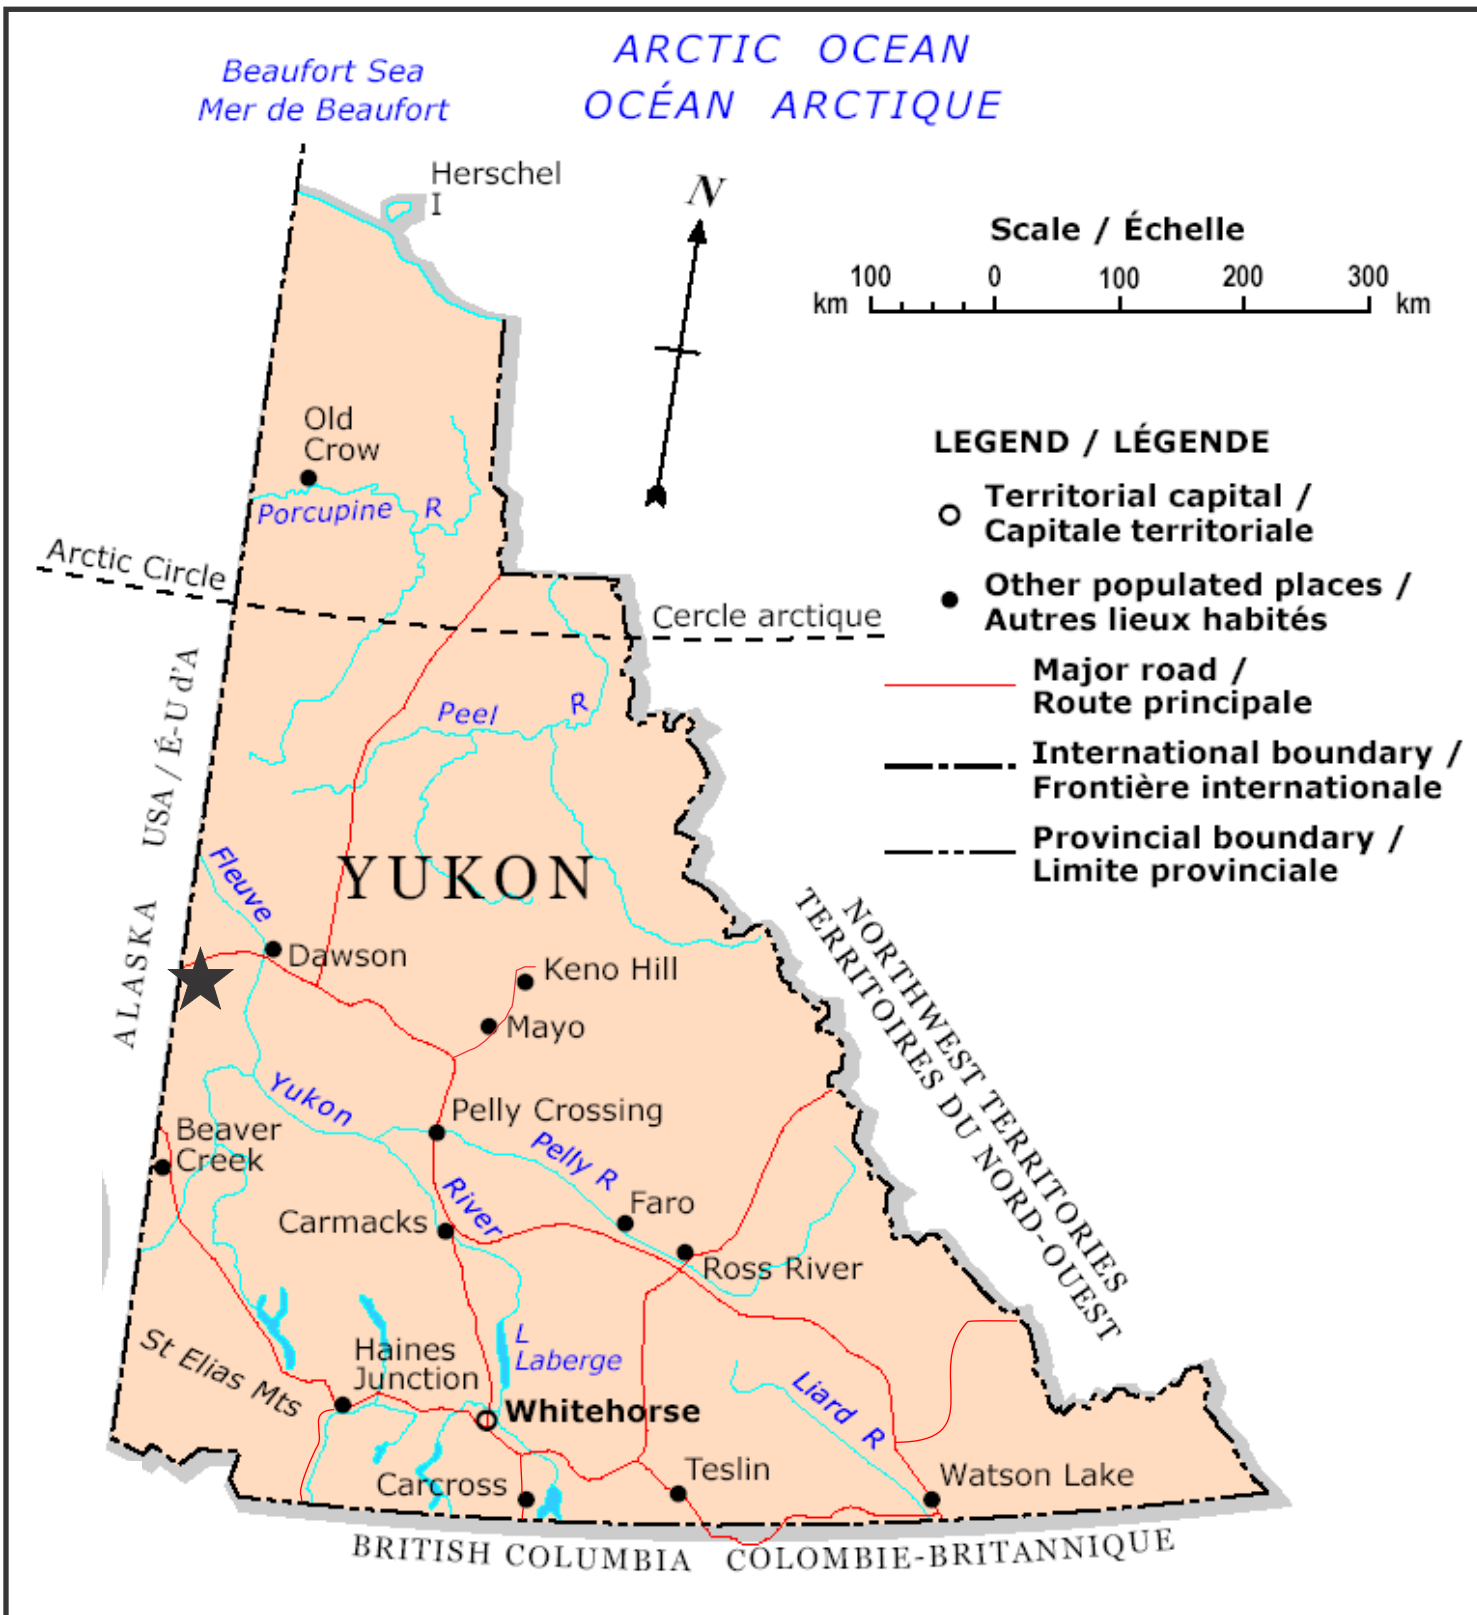 ARCTIC OCEAN
OCÉAN ARCTIQUE
Beaufort Sea
Mer de Beaufort
Herschel
I
N
Scale / Échelle
100 0 100 200 300
km km
Old
Crow
Porcupine R
LEGEND / LÉGENDE
Territorial capital /
Capitale territoriale
Other populated places /
Autres lieux habités
Major road /
Route principale
International boundary /
Frontière internationale
Provincial boundary /
Limite provinciale
Arctic Circle
Cercle arctique
ALASKA USA / É-U d'A
Peel R
YUKON
Fleuve
Dawson
Keno Hill
Mayo
NORTHWEST TERRITORIES
TERRITOIRES DU NORD-OUEST
Yukon
River
Pelly Crossing
Beaver
Creek
Pelly R
Faro
Carmacks
Ross River
St Elias Mts
Haines
Junction
L
Laberge
Whitehorse
Liard R
Carcross
Teslin
Watson Lake
BRITISH COLUMBIA COLOMBIE-BRITANNIQUE